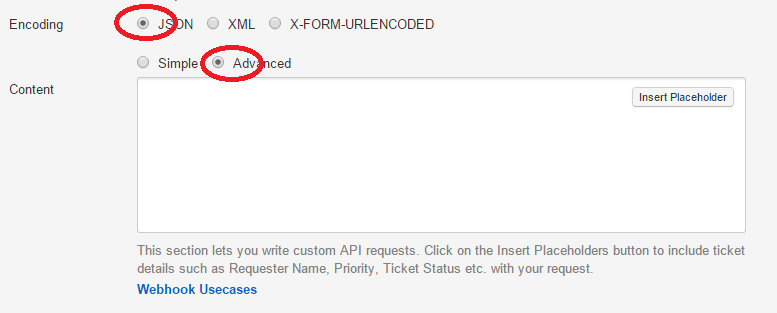 Encoding JSON XML X-FORM-URLENCODED
Simple Advanced
Content
Insert Placeholder
This section lets you write custom API requests. Click on the Insert Placeholders button to include ticket
details such as Requester Name, Priority, Ticket Status etc. with your request.
Webhook Usecases